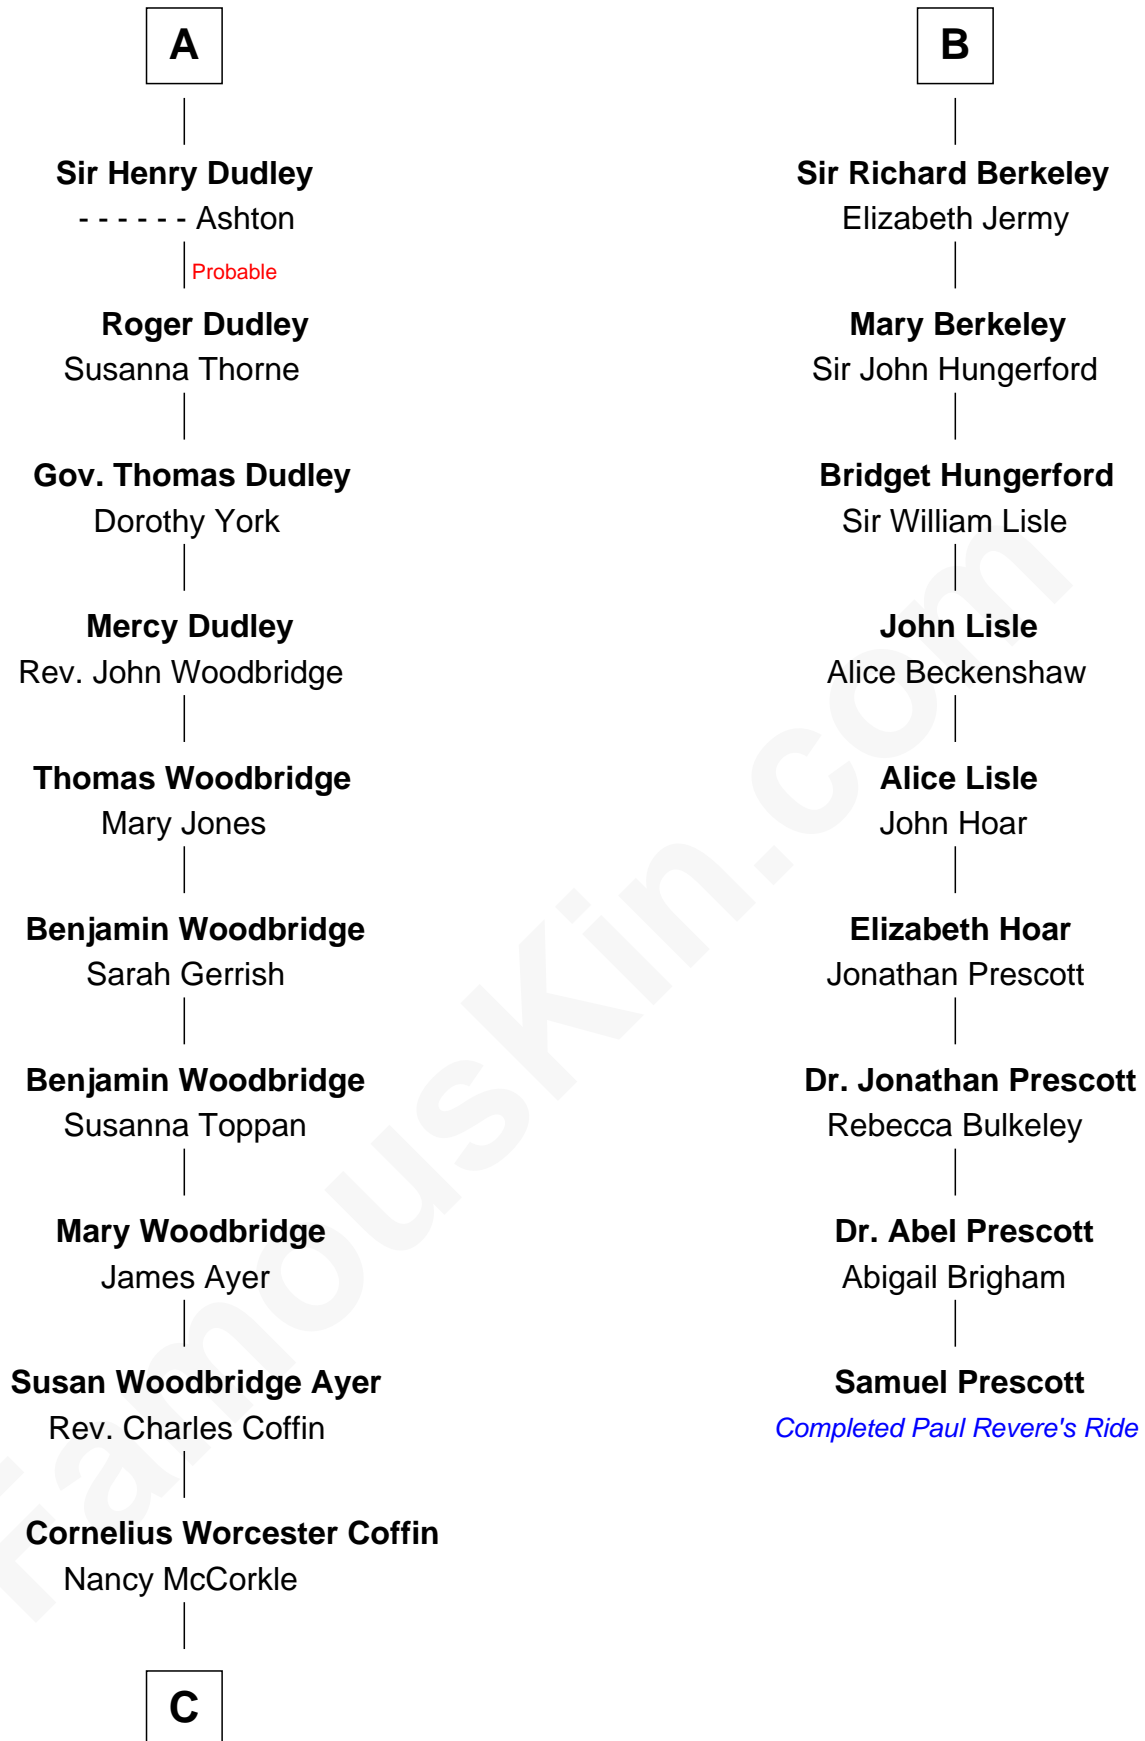 A
Sir Henry Dudley
- - - - - - Ashton
Probable
Roger Dudley
Susanna Thorne
Gov. Thomas Dudley
Dorothy York
Mercy Dudley
Rev. John Woodbridge
Thomas Woodbridge
Mary Jones
Benjamin Woodbridge
Sarah Gerrish
Benjamin Woodbridge
Susanna Toppan
Mary Woodbridge
James Ayer
Susan Woodbridge Ayer
Rev. Charles Coffin
Cornelius Worcester Coffin
Nancy McCorkle
C
B
Sir Richard Berkeley
Elizabeth Jermy
Mary Berkeley
Sir John Hungerford
Bridget Hungerford
Sir William Lisle
John Lisle
Alice Beckenshaw
Alice Lisle
John Hoar
Elizabeth Hoar
Jonathan Prescott
Dr. Jonathan Prescott
Rebecca Bulkeley
Dr. Abel Prescott
Abigail Brigham
Samuel Prescott
Completed Paul Revere's Ride
FamousKin.com